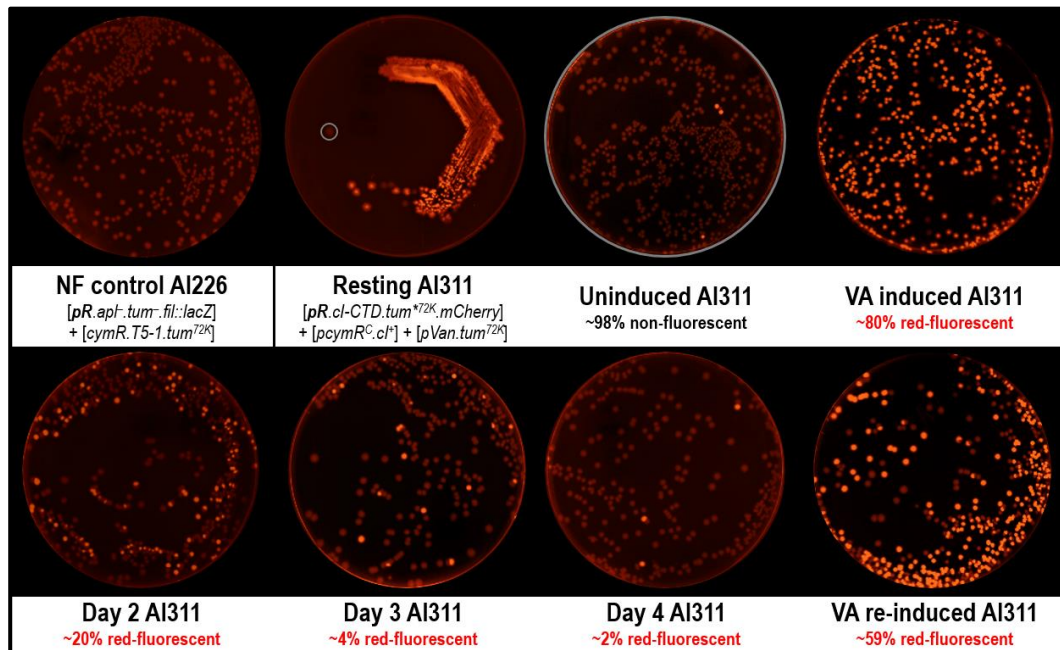 NF control AI226
[pR.apl⁻.tum⁻.fil::lacZ]
+ [cymR.T5-1.tum⁷²ᴷ]
Resting AI311
[pR.cI-CTD.tum*⁷²ᴷ.mCherry]
+ [pcymRᶜ.cI⁺] + [pVan.tum⁷²ᴷ]
Uninduced AI311
~98% non-fluorescent
VA induced AI311
~80% red-fluorescent
Day 2 AI311
~20% red-fluorescent
Day 3 AI311
~4% red-fluorescent
Day 4 AI311
~2% red-fluorescent
VA re-induced AI311
~59% red-fluorescent